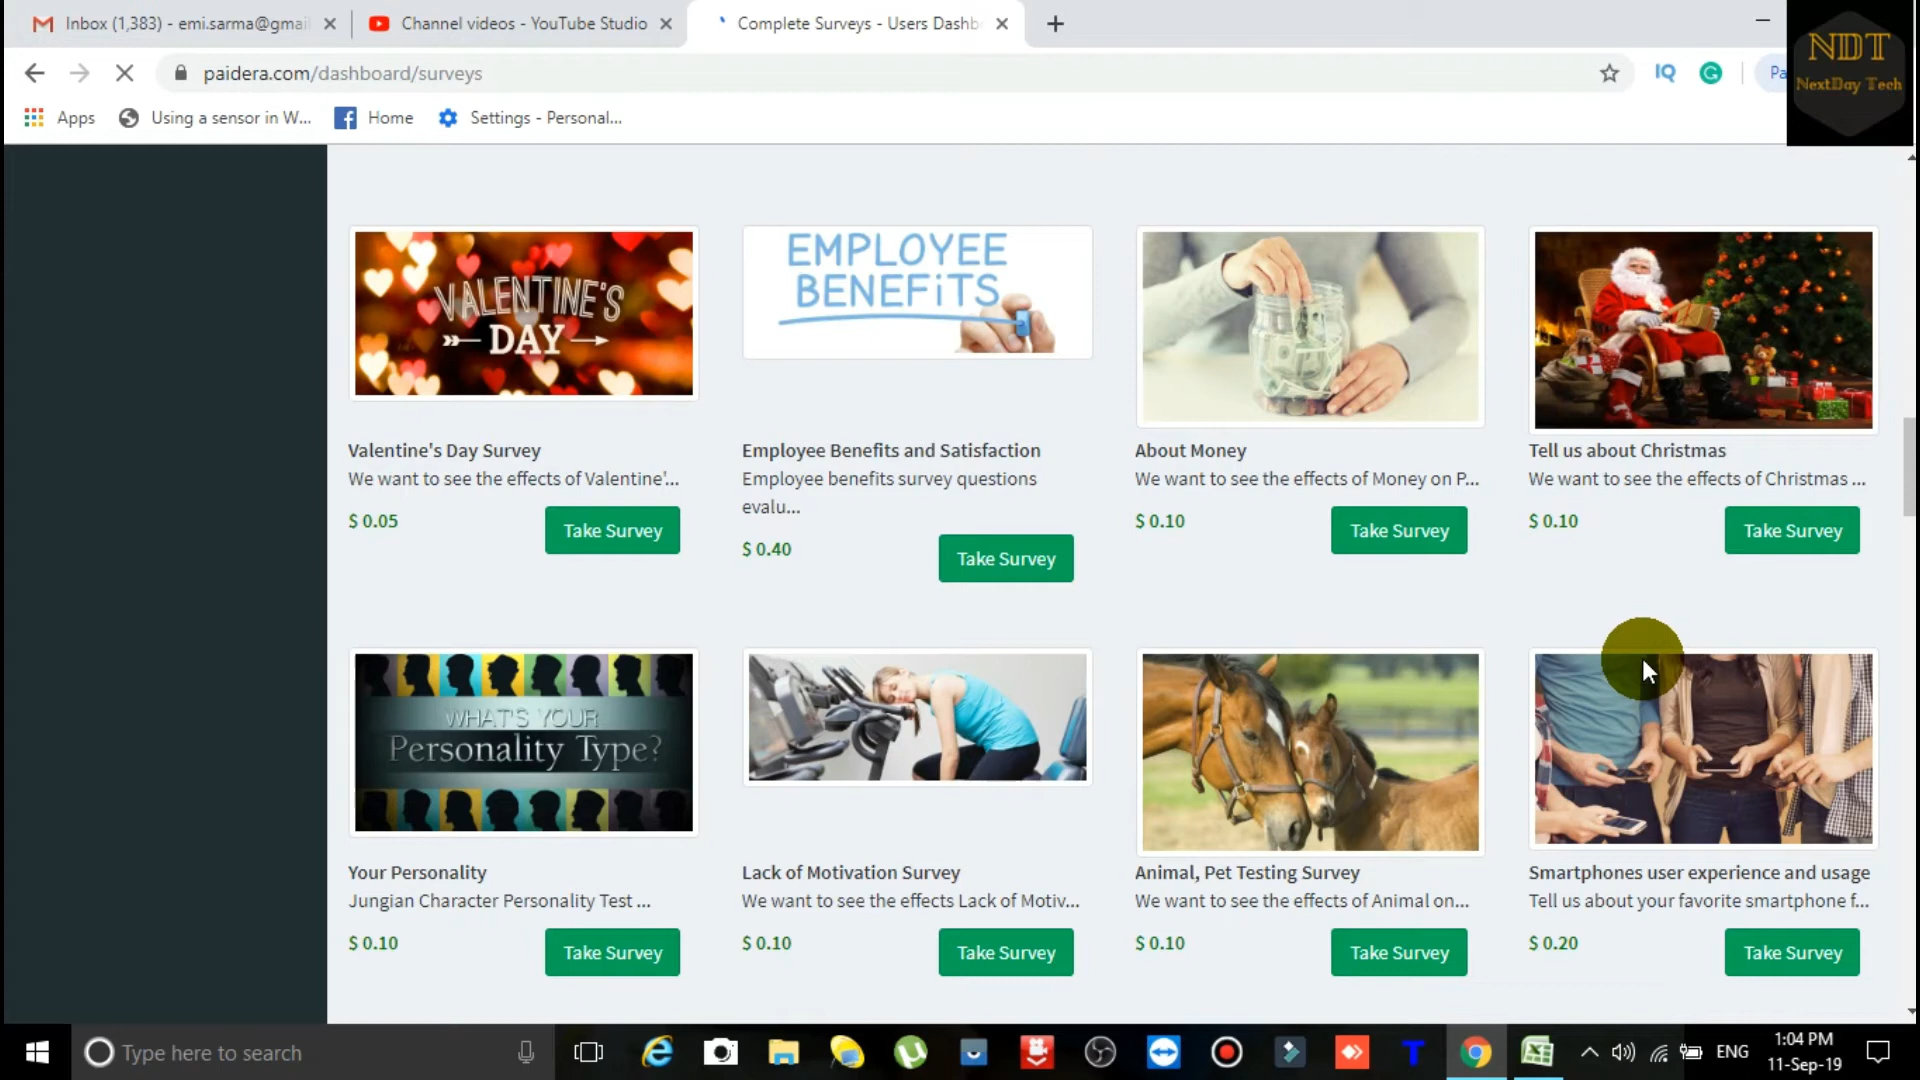 Inbox (1,383) - emi.sarma@gmai
Channel videos - YouTube Studio
Complete Surveys - Users Dashb
NDT
NextDay Tech
paidera.com/dashboard/surveys
IQ
G
Pa
Apps
Using a sensor in W...
Home
Settings - Personal...
VALENTINE'S
DAY
EMPLOYEE
BENEFiTS
Valentine's Day Survey
We want to see the effects of Valentine'...
$ 0.05
Take Survey
Employee Benefits and Satisfaction
Employee benefits survey questions
evalu...
$ 0.40
Take Survey
About Money
We want to see the effects of Money on P...
$ 0.10
Take Survey
Tell us about Christmas
We want to see the effects of Christmas ...
$ 0.10
Take Survey
WHAT'S YOUR
Personality Type?
Your Personality
Jungian Character Personality Test ...
$ 0.10
Take Survey
Lack of Motivation Survey
We want to see the effects Lack of Motiv...
$ 0.10
Take Survey
Animal, Pet Testing Survey
We want to see the effects of Animal on...
$ 0.10
Take Survey
Smartphones user experience and usage
Tell us about your favorite smartphone f...
$ 0.20
Take Survey
Type here to search
ENG
1:04 PM
11-Sep-19